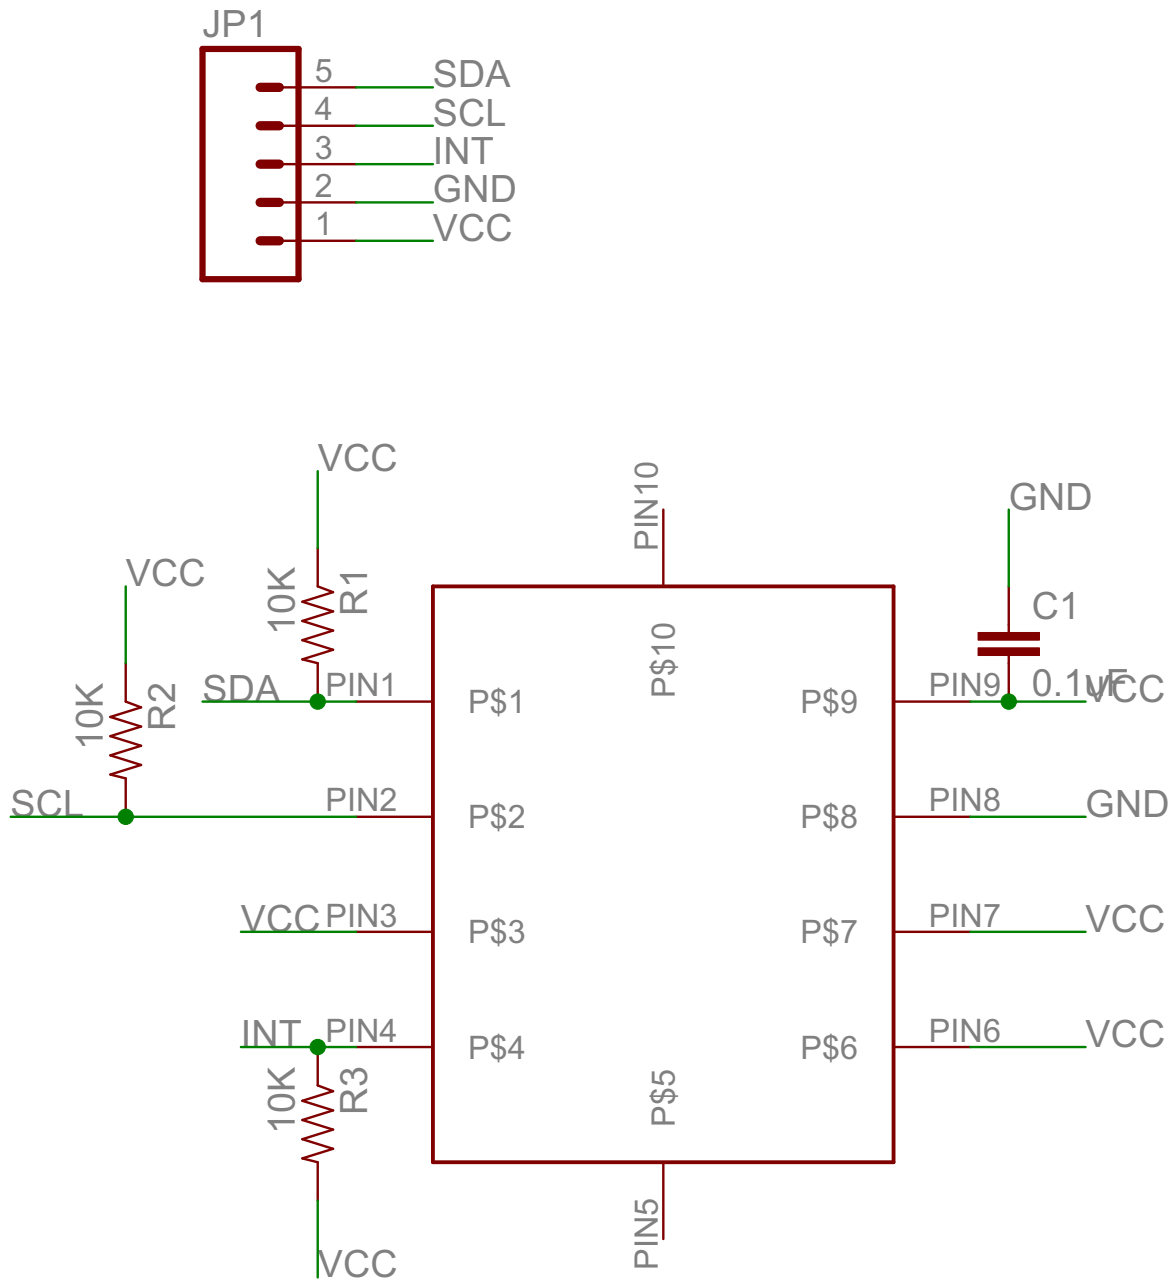 JP1
5 SDA
4 SCL
3 INT
2 GND
1 VCC
VCC
PIN10
GND
VCC
10K
R1
C1
P$10
SDA
PIN1
P$1
P$9
PIN9
0.1uF
VCC
10K
R2
SCL
PIN2
P$2
P$8
PIN8
GND
VCC
PIN3
P$3
P$7
PIN7
VCC
INT
PIN4
P$4
P$6
PIN6
VCC
10K
R3
P$5
PIN5
VCC